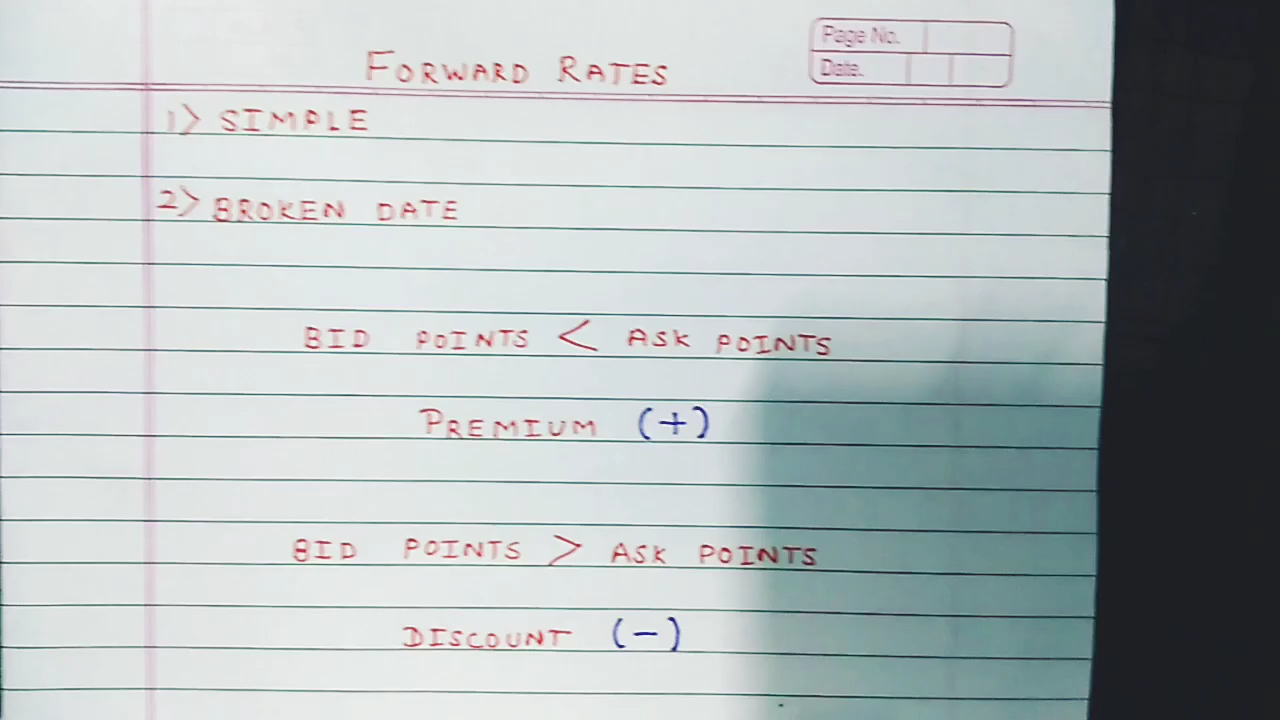 Page No.
Date.
FORWARD RATES
1> SIMPLE
2> BROKEN DATE
BID POINTS < ASK POINTS
PREMIUM (+)
BID POINTS > ASK POINTS
DISCOUNT (-)